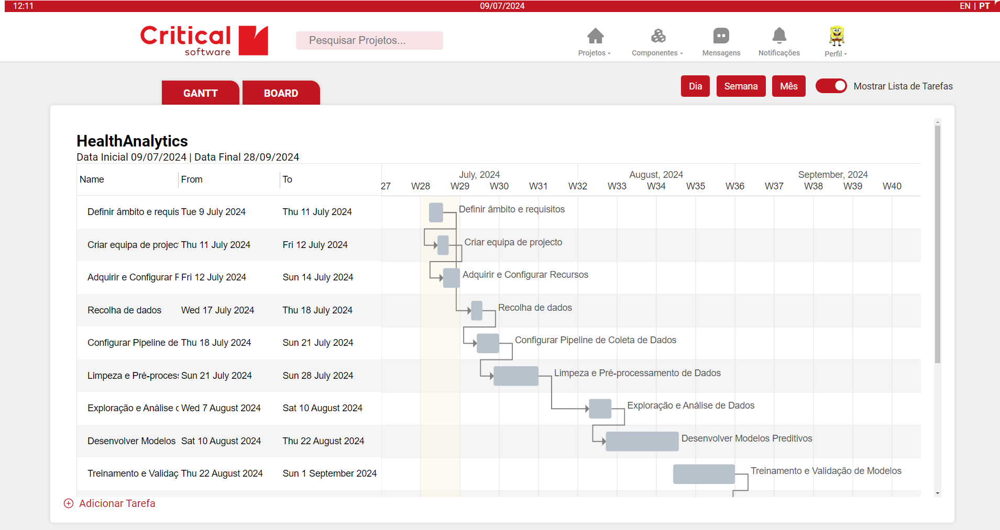 12:11 09/07/2024 EN | PT
Critical software
Pesquisar Projetos...
Projetos Componentes Mensagens Notificações Perfil
GANTT BOARD
Dia Semana Mês Mostrar Lista de Tarefas
HealthAnalytics
Data Inicial 09/07/2024 | Data Final 28/09/2024
Name From To
July, 2024 August, 2024 September, 2024
27 W28 W29 W30 W31 W32 W33 W34 W35 W36 W37 W38 W39 W40
Definir âmbito e requis Tue 9 July 2024 Thu 11 July 2024 Definir âmbito e requisitos
Criar equipa de projec Thu 11 July 2024 Fri 12 July 2024 Criar equipa de projecto
Adquirir e Configurar Fri 12 July 2024 Sun 14 July 2024 Adquirir e Configurar Recursos
Recolha de dados Wed 17 July 2024 Thu 18 July 2024 Recolha de dados
Configurar Pipeline de Thu 18 July 2024 Sun 21 July 2024 Configurar Pipeline de Coleta de Dados
Limpeza e Pré-proces Sun 21 July 2024 Sun 28 July 2024 Limpeza e Pré-processamento de Dados
Exploração e Análise Wed 7 August 2024 Sat 10 August 2024 Exploração e Análise de Dados
Desenvolver Modelos Sat 10 August 2024 Thu 22 August 2024 Desenvolver Modelos Preditivos
Treinamento e Validaç Thu 22 August 2024 Sun 1 September 2024 Treinamento e Validação de Modelos
Adicionar Tarefa